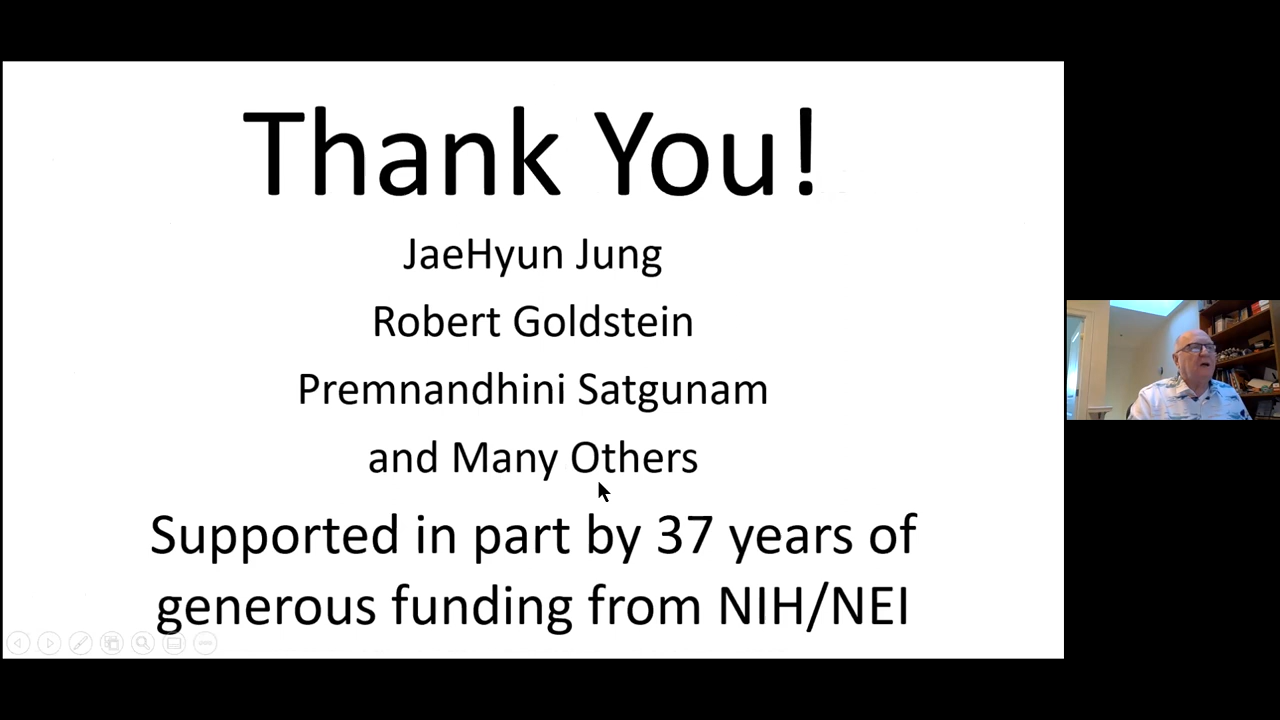 Thank You!
JaeHyun Jung
Robert Goldstein
Premnandhini Satgunam
and Many Others
Supported in part by 37 years of
generous funding from NIH/NEI